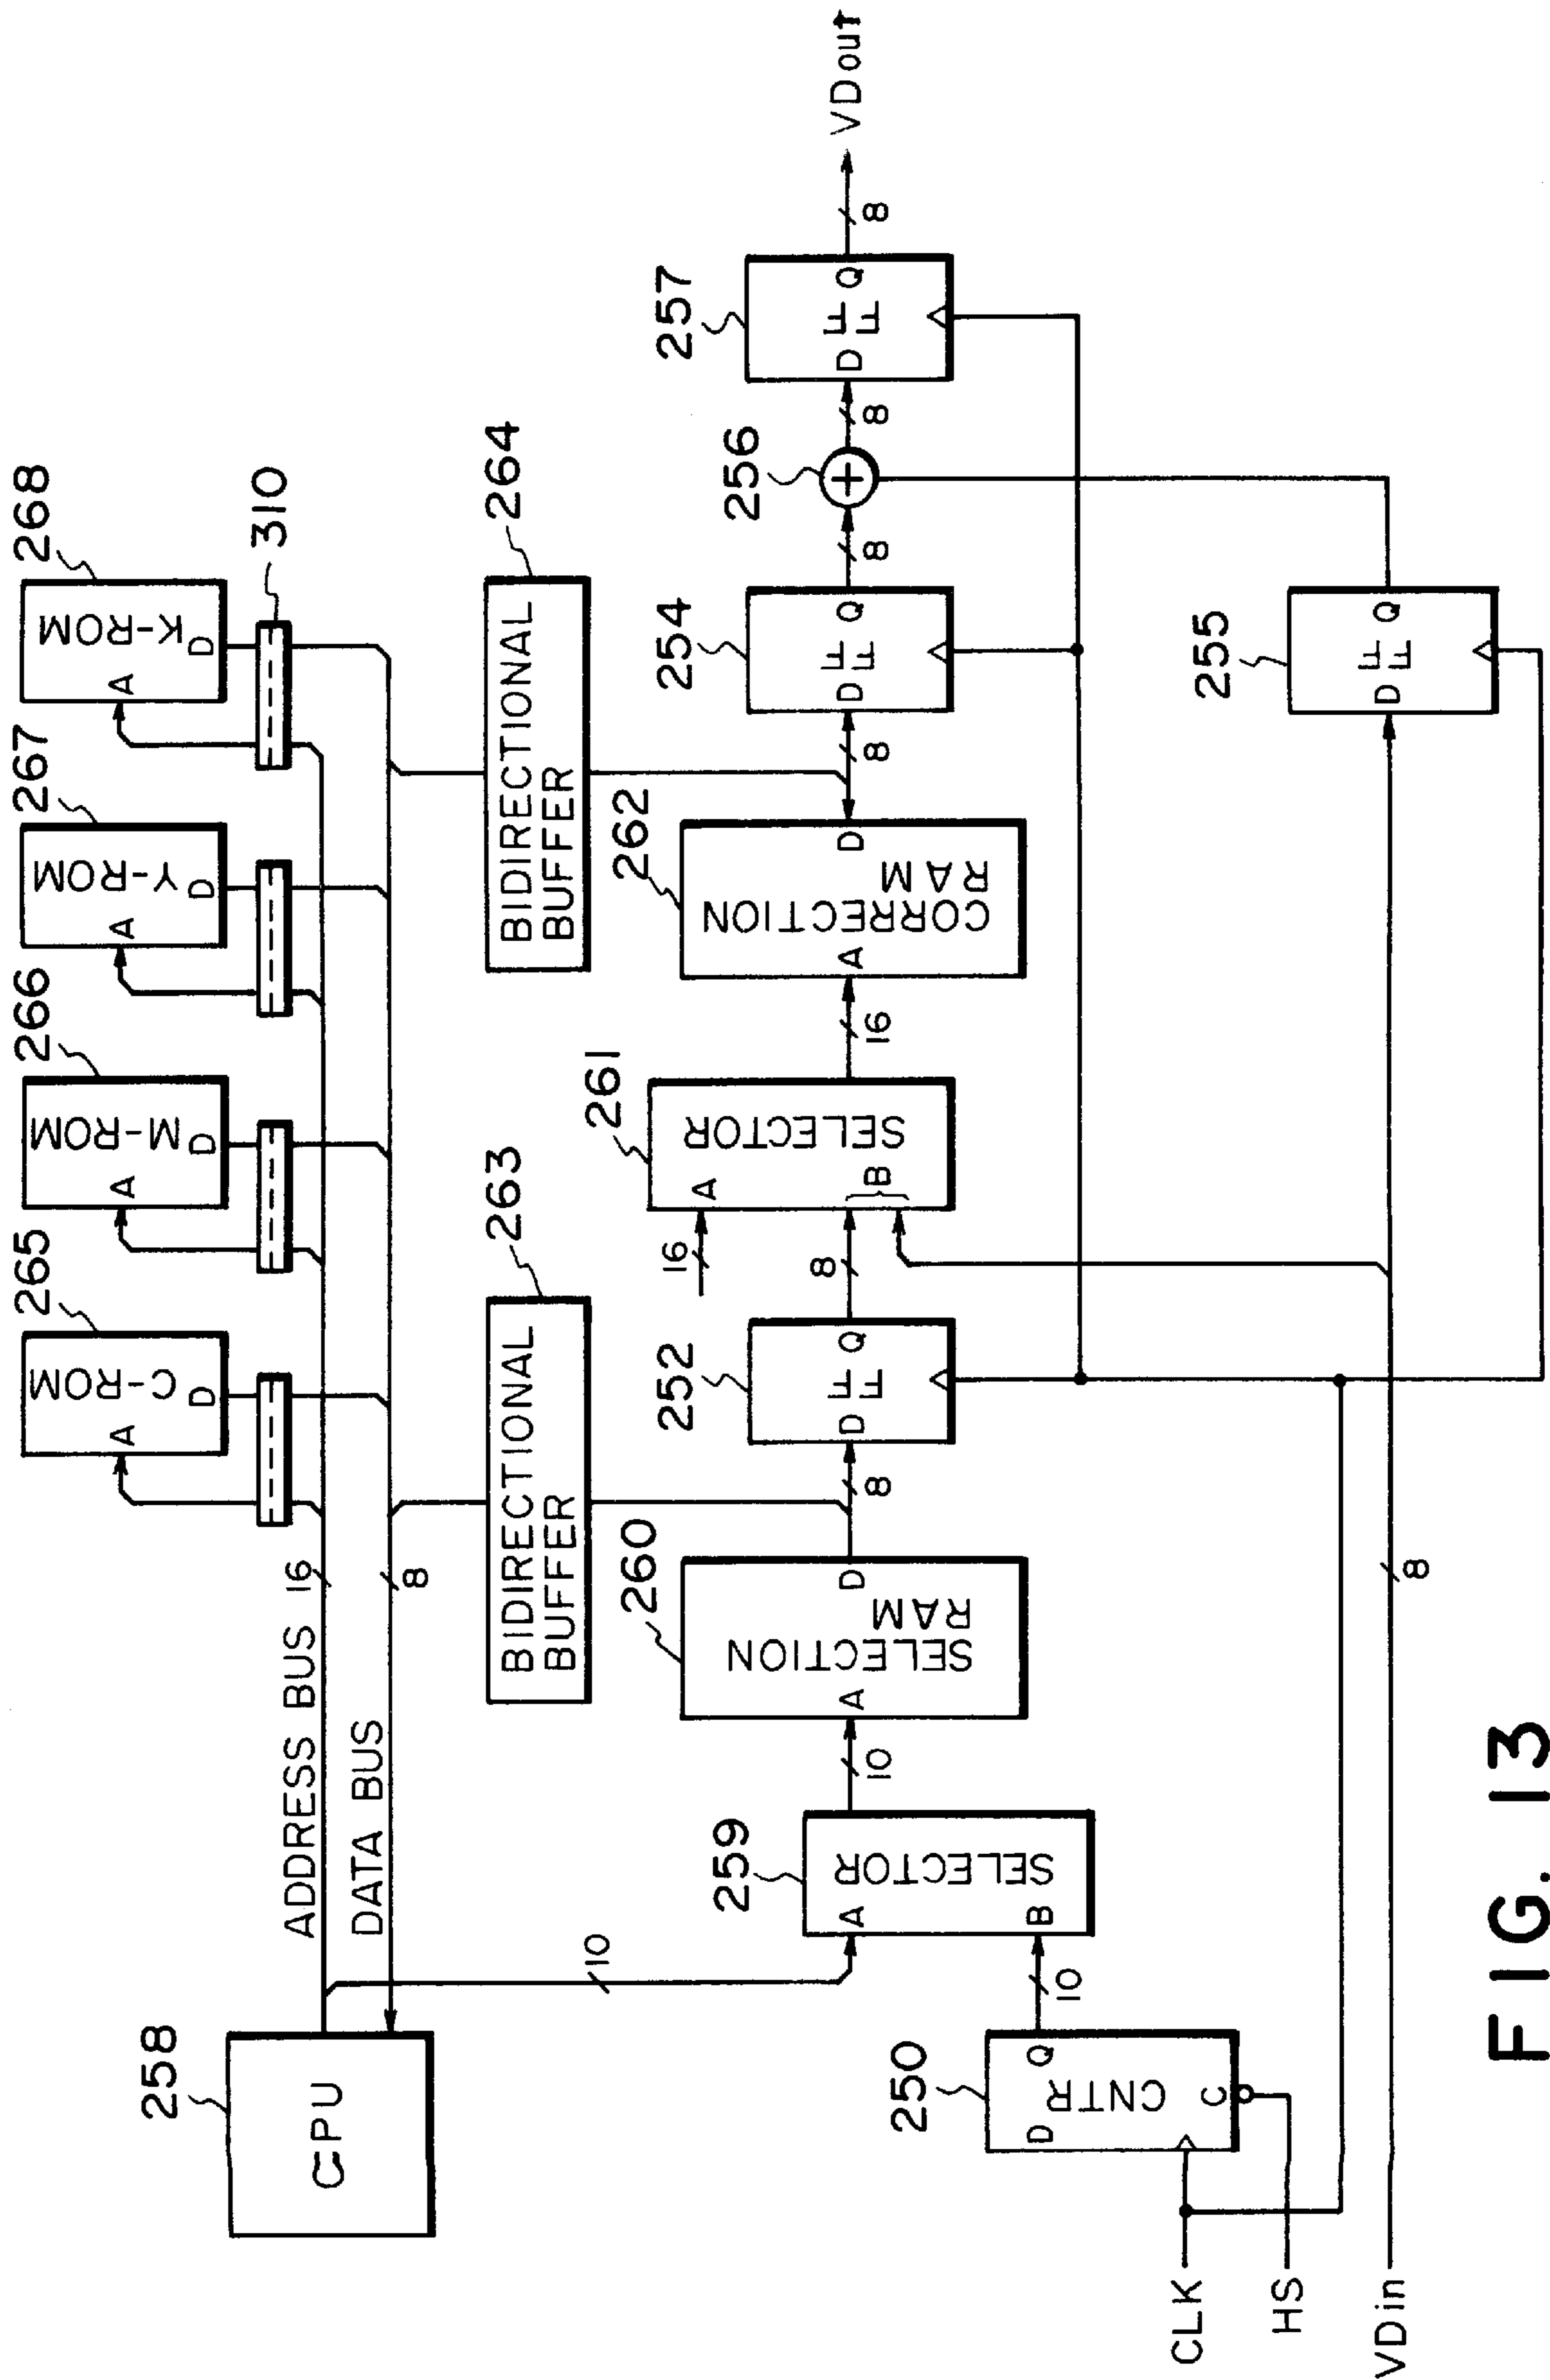 258
CPU
ADDRESS BUS
16
DATA BUS
8
265
C-ROM
A
D
266
M-ROM
A
D
267
Y-ROM
A
D
268
K-ROM
A
D
310
263
BIDIRECTIONAL
BUFFER
264
BIDIRECTIONAL
BUFFER
10
259
SELECTOR
A
B
10
260
SELECTION
RAM
A
D
8
252
FF
D
Q
8
16
261
SELECTOR
A
B
16
262
CORRECTION
RAM
A
D
8
254
FF
D
Q
8
256
+
8
257
FF
D
Q
8
VDout
250
CNTR
D
Q
C
10
255
FF
D
Q
CLK
HS
VDin
8
FIG. 13